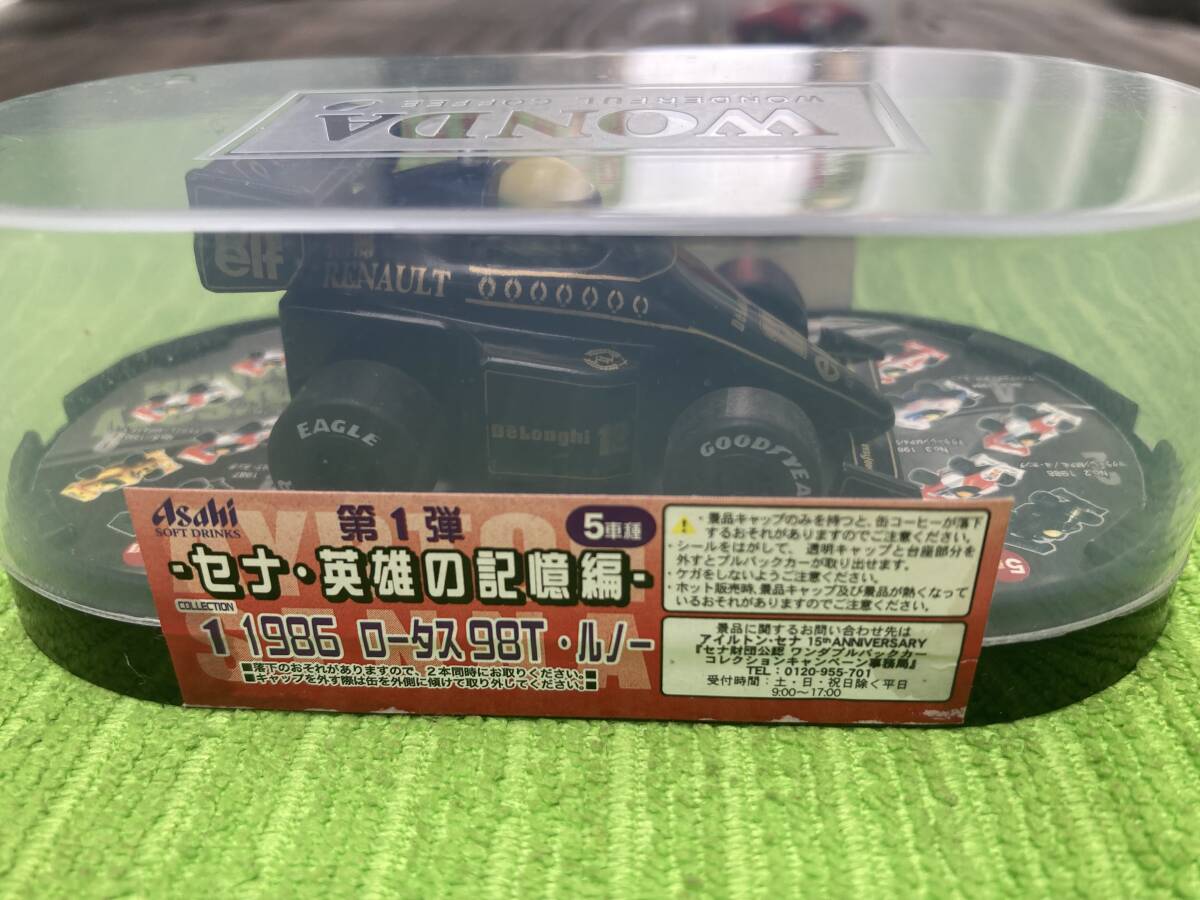 WONDA
WONDERFUL COFFEE
elf
RENAULT
DeLonghi
EAGLE
GOODYEA
Asahi
SOFT DRINKS
第1弾
5車種
-セナ・英雄の記憶編-
COLLECTION
1 1986 ロータス98T・ルノー
■落下のおそれがありますので、2本同時にお取りください。■
■キャップを外す際は缶を外側に傾けて取り外してください。■
・景品キャップのみを持つと、缶コーヒーが落下
するおそれがありますのでご注意ください。
・シールをはがして、透明キャップと台座部分を
外すとプルバックカーが取り出せます。
・ケガをしないようご注意ください。
・ホット販売時、景品キャップ及び景品が熱くなって
いるおそれがありますのでご注意ください。
景品に関するお問い合わせ先は
アイルトン・セナ 15th ANNIVERSARY
『セナ財団公認 ワンダプルバックカー
コレクションキャンペーン事務局』
TEL：0120-955-701
受付時間：土・日・祝日除く平日
9:00～17:00